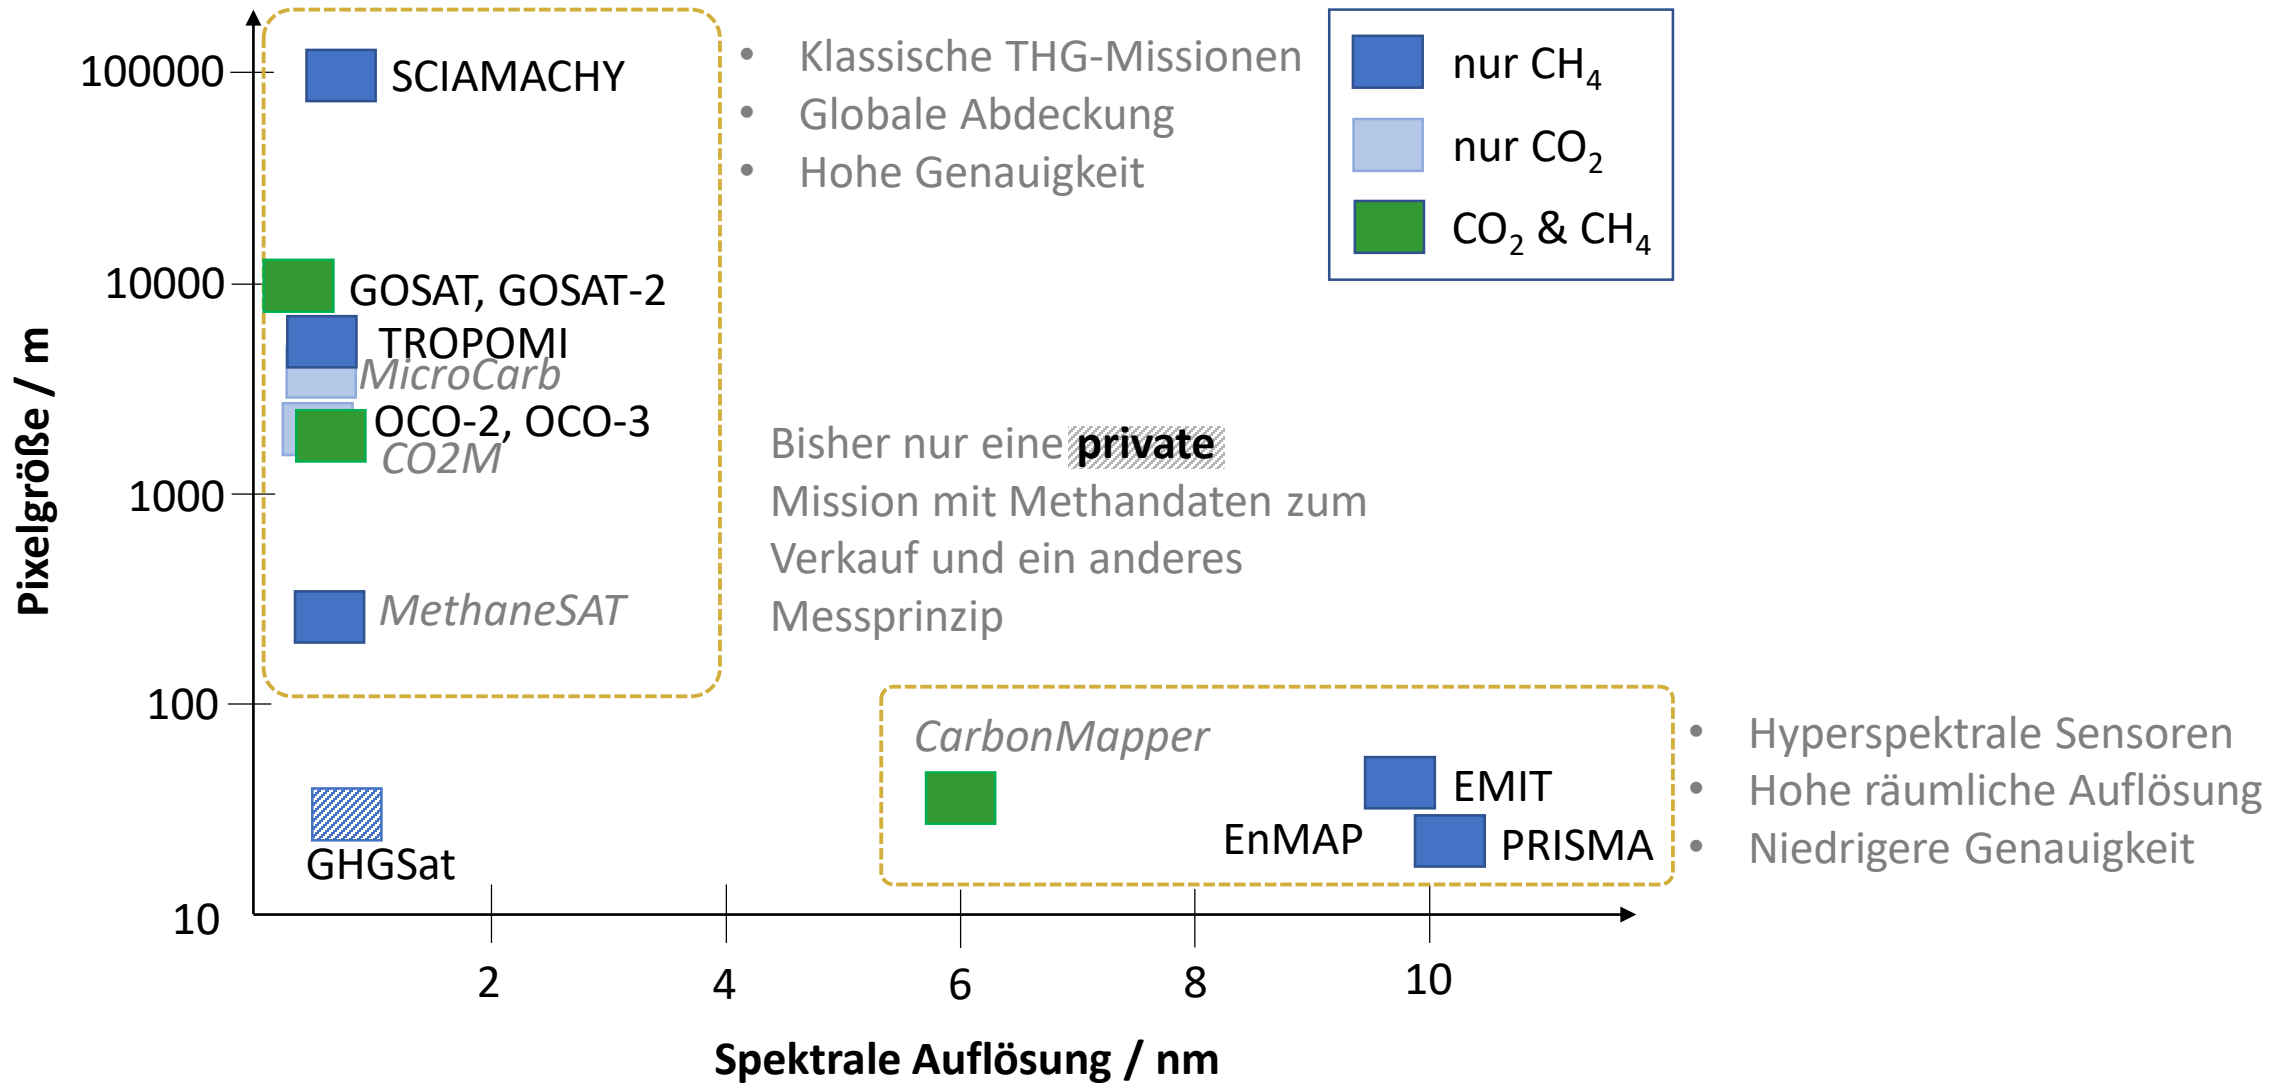 100000
10000
1000
100
10
Pixelgröße / m
SCIAMACHY
GOSAT, GOSAT-2
TROPOMI
MicroCarb
OCO-2, OCO-3
CO2M
MethaneSAT
GHGSat
• Klassische THG-Missionen
• Globale Abdeckung
• Hohe Genauigkeit
nur CH₄
nur CO₂
CO₂ & CH₄
Bisher nur eine private
Mission mit Methandaten zum
Verkauf und ein anderes
Messprinzip
CarbonMapper
EMIT
EnMAP
PRISMA
• Hyperspektrale Sensoren
• Hohe räumliche Auflösung
• Niedrigere Genauigkeit
2
4
6
8
10
Spektrale Auflösung / nm